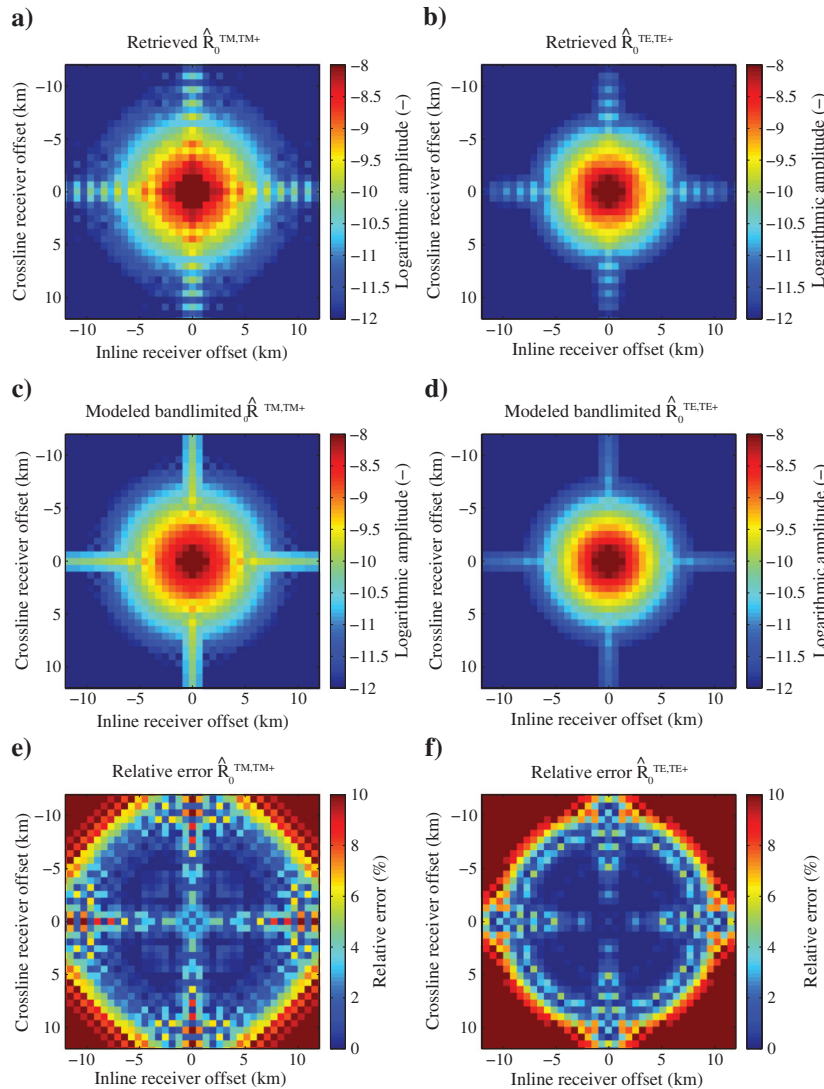 a)
Retrieved R̂₀ᵀᴹ,ᵀᴹ⁺
Crossline receiver offset (km)
−10
−5
0
5
10
−10 −5 0 5 10
Inline receiver offset (km)
−8
−8.5
−9
−9.5
−10
−10.5
−11
−11.5
−12
Logarithmic amplitude (−)
b)
Retrieved R̂₀ᵀᴱ,ᵀᴱ⁺
Crossline receiver offset (km)
−10
−5
0
5
10
−10 −5 0 5 10
Inline receiver offset (km)
−8
−8.5
−9
−9.5
−10
−10.5
−11
−11.5
−12
Logarithmic amplitude (−)
c)
Modeled bandlimited ₀R̂ ᵀᴹ,ᵀᴹ⁺
Crossline receiver offset (km)
−10
−5
0
5
10
−10 −5 0 5 10
Inline receiver offset (km)
−8
−8.5
−9
−9.5
−10
−10.5
−11
−11.5
−12
Logarithmic amplitude (−)
d)
Modeled bandlimited R̂₀ᵀᴱ,ᵀᴱ⁺
Crossline receiver offset (km)
−10
−5
0
5
10
−10 −5 0 5 10
Inline receiver offset (km)
−8
−8.5
−9
−9.5
−10
−10.5
−11
−11.5
−12
Logarithmic amplitude (−)
e)
Relative error R̂₀ᵀᴹ,ᵀᴹ⁺
Crossline receiver offset (km)
−10
−5
0
5
10
−10 −5 0 5 10
Inline receiver offset (km)
10
8
6
4
2
0
Relative error (%)
f)
Relative error R̂₀ᵀᴱ,ᵀᴱ⁺
Crossline receiver offset (km)
−10
−5
0
5
10
−10 −5 0 5 10
Inline receiver offset (km)
10
8
6
4
2
0
Relative error (%)